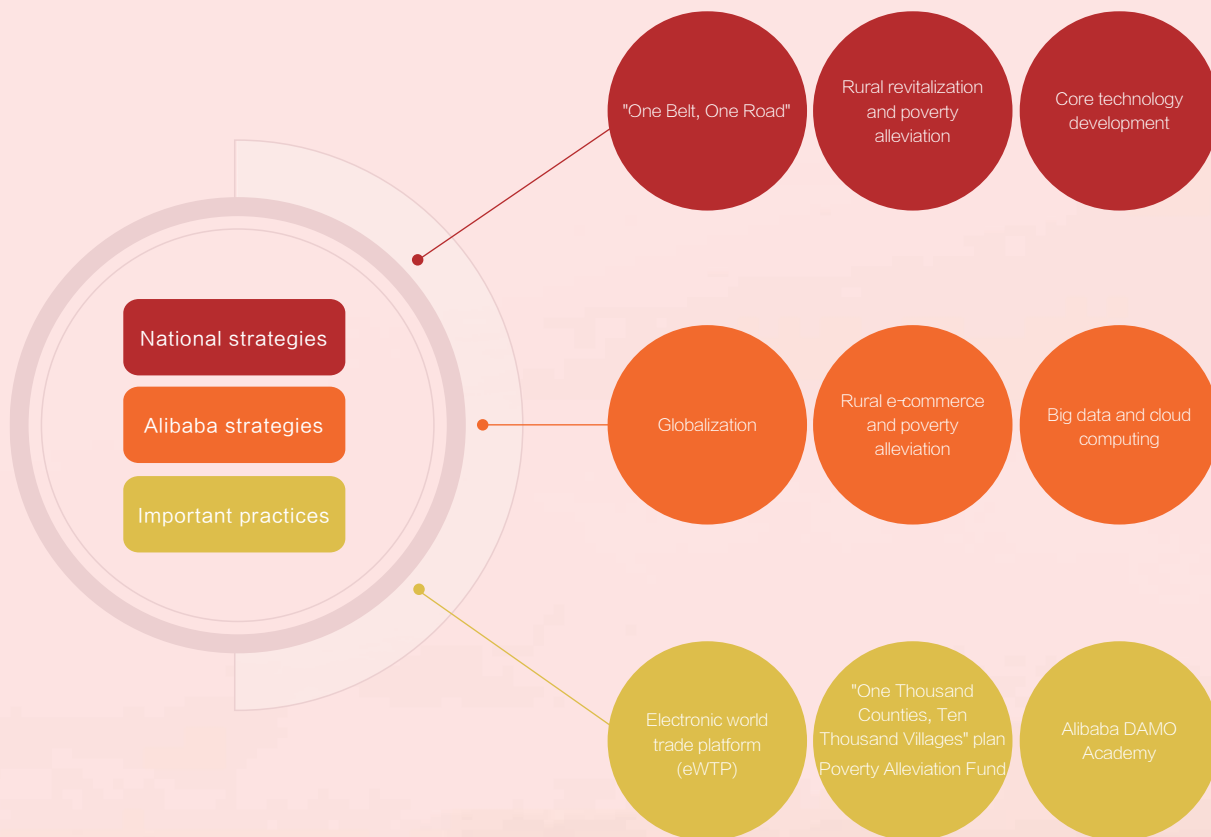 National strategies
Alibaba strategies
Important practices
"One Belt, One Road"
Rural revitalization
and poverty
alleviation
Core technology
development
Globalization
Rural e-commerce
and poverty
alleviation
Big data and cloud
computing
Electronic world
trade platform
(eWTP)
"One Thousand
Counties, Ten
Thousand Villages" plan
Poverty Alleviation Fund
Alibaba DAMO
Academy